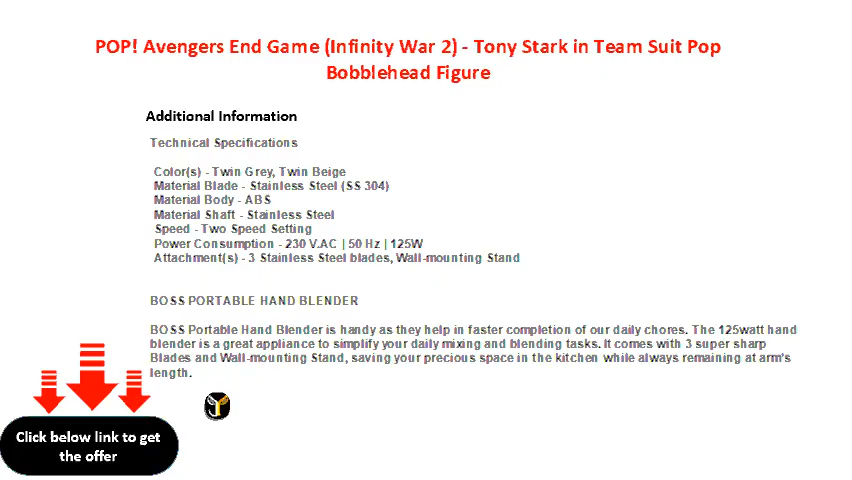 POP! Avengers End Game (Infinity War 2) - Tony Stark in Team Suit Pop
Bobblehead Figure
Additional Information
Technical Specifications
Color(s) - Twin Grey, Twin Beige
Material Blade - Stainless Steel (SS 304)
Material Body - ABS
Material Shaft - Stainless Steel
Speed - Two Speed Setting
Power Consumption - 230 V.AC | 50 Hz | 125W
Attachment(s) - 3 Stainless Steel blades, Wall-mounting Stand
BOSS PORTABLE HAND BLENDER
BOSS Portable Hand Blender is handy as they help in faster completion of our daily chores. The 125watt hand
blender is a great appliance to simplify your daily mixing and blending tasks. It comes with 3 super sharp
Blades and Wall-mounting Stand, saving your precious space in the kitchen while always remaining at arm's
length.
Click below link to get
the offer